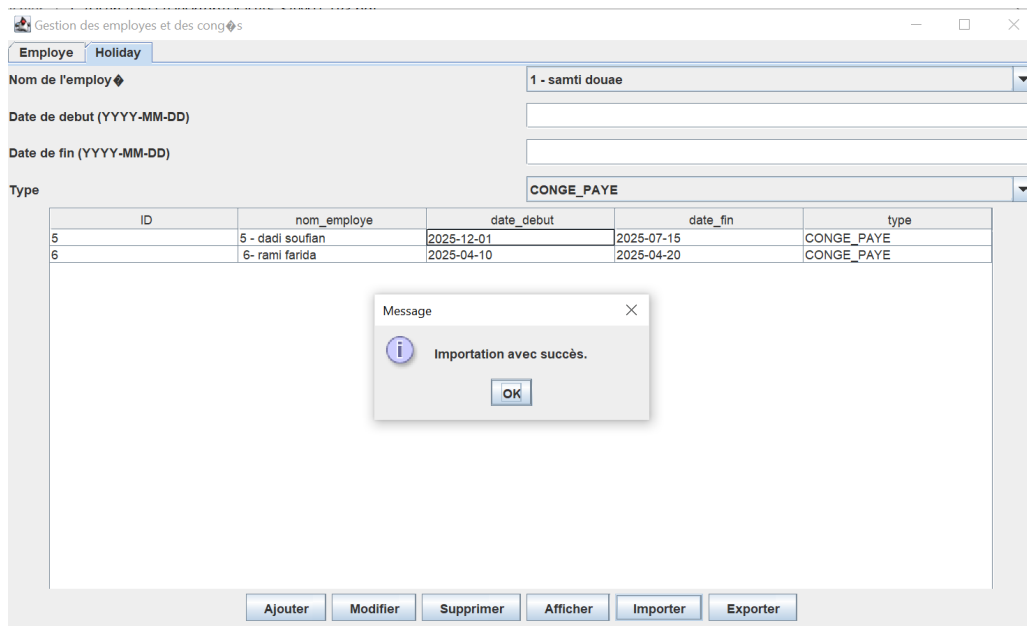 Gestion des employes et des cong�s
Employe Holiday
Nom de l'employ� 1 - samti douae
Date de debut (YYYY-MM-DD)
Date de fin (YYYY-MM-DD)
Type CONGE_PAYE
ID nom_employe date_debut date_fin type
5 5 - dadi soufian 2025-12-01 2025-07-15 CONGE_PAYE
6 6- rami farida 2025-04-10 2025-04-20 CONGE_PAYE
Message
Importation avec succès.
OK
Ajouter Modifier Supprimer Afficher Importer Exporter